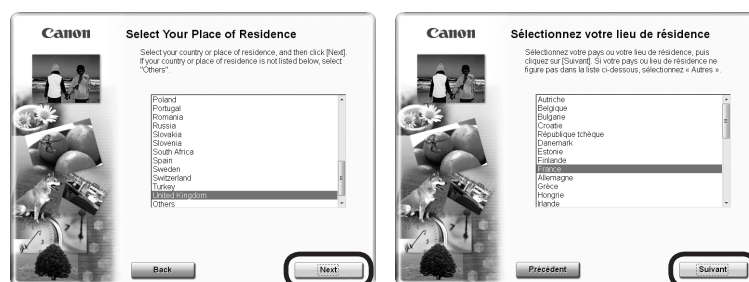 Canon
Select Your Place of Residence
Select your country or place of residence, and then click [Next].
If your country or place of residence is not listed below, select
"Others".
Poland
Portugal
Romania
Russia
Slovakia
Slovenia
South Africa
Spain
Sweden
Switzerland
Turkey
United Kingdom
Others
Back
Next
Canon
Sélectionnez votre lieu de résidence
Sélectionnez votre pays ou votre lieu de résidence, puis
cliquez sur [Suivant]. Si votre pays ou lieu de résidence ne
figure pas dans la liste ci-dessous, sélectionnez « Autres ».
Autriche
Belgique
Bulgarie
Croatie
République tchèque
Danemark
Estonie
Finlande
France
Allemagne
Grèce
Hongrie
Irlande
Précédent
Suivant